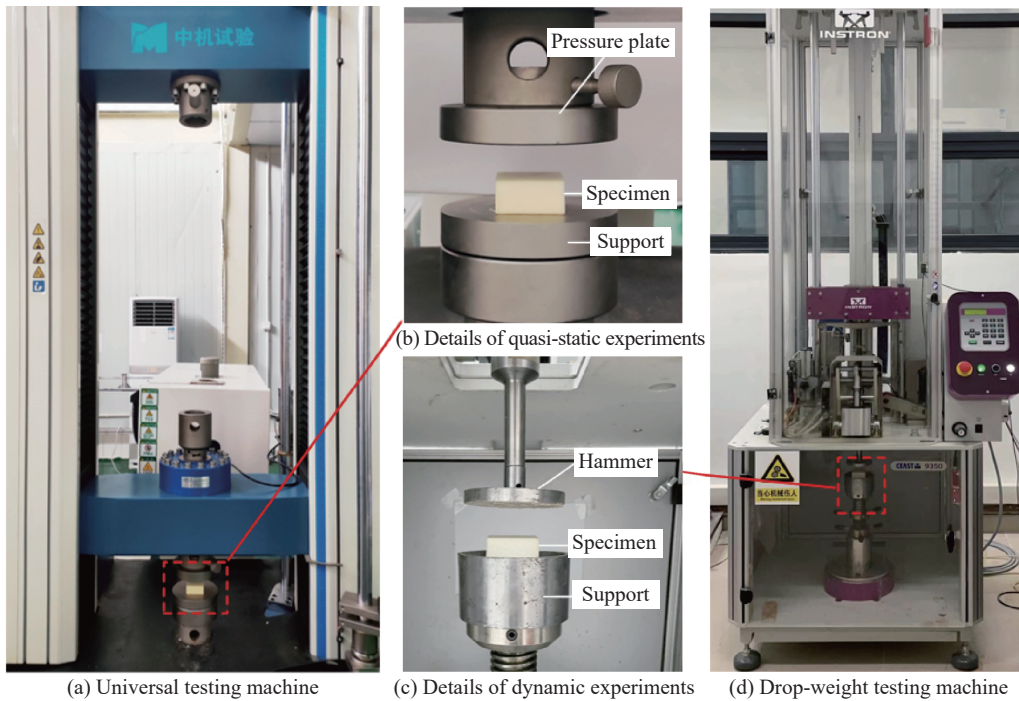 中机试验
Pressure plate
Specimen
Support
(b) Details of quasi-static experiments
Hammer
Specimen
Support
(a) Universal testing machine
(c) Details of dynamic experiments
INSTRON
INSTRON
CEAST 9350
当心机械伤人
(d) Drop-weight testing machine